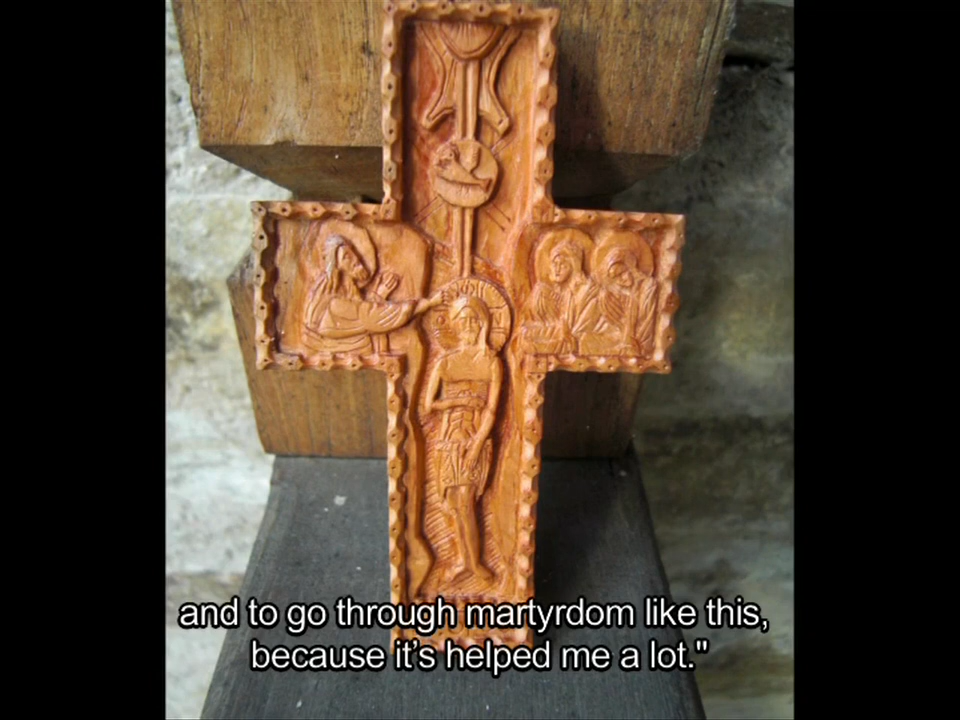 and to go through martyrdom like this,
because it's helped me a lot."